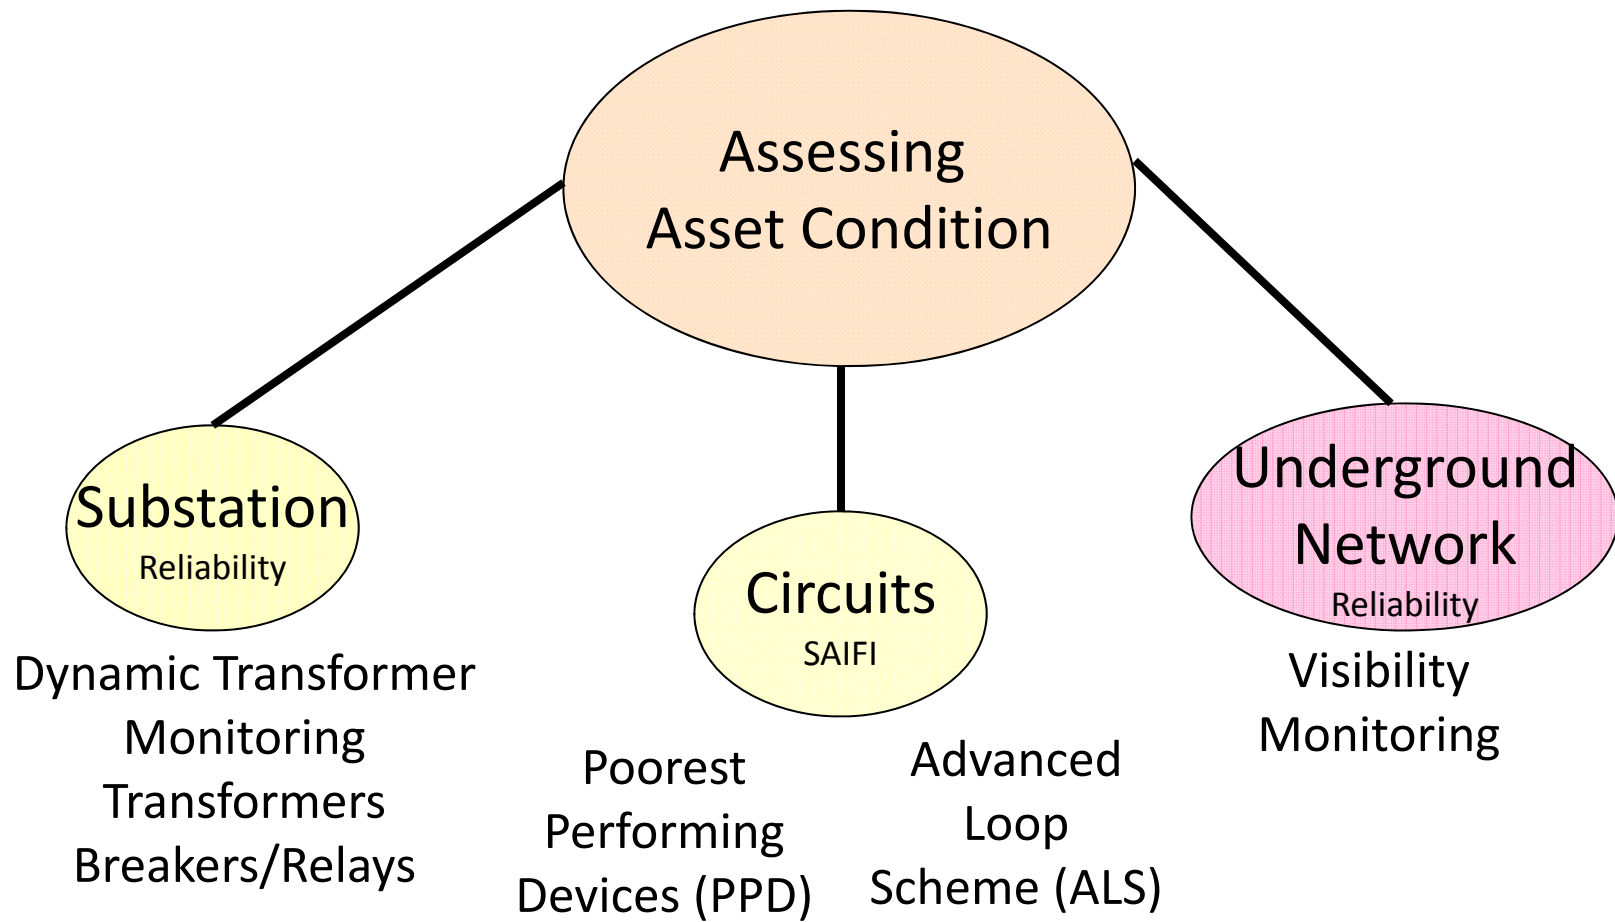 Assessing
Asset Condition
Substation
Reliability
Dynamic Transformer
Monitoring
Transformers
Breakers/Relays
Circuits
SAIFI
Poorest
Performing
Devices (PPD)
Advanced
Loop
Scheme (ALS)
Underground
Network
Reliability
Visibility
Monitoring